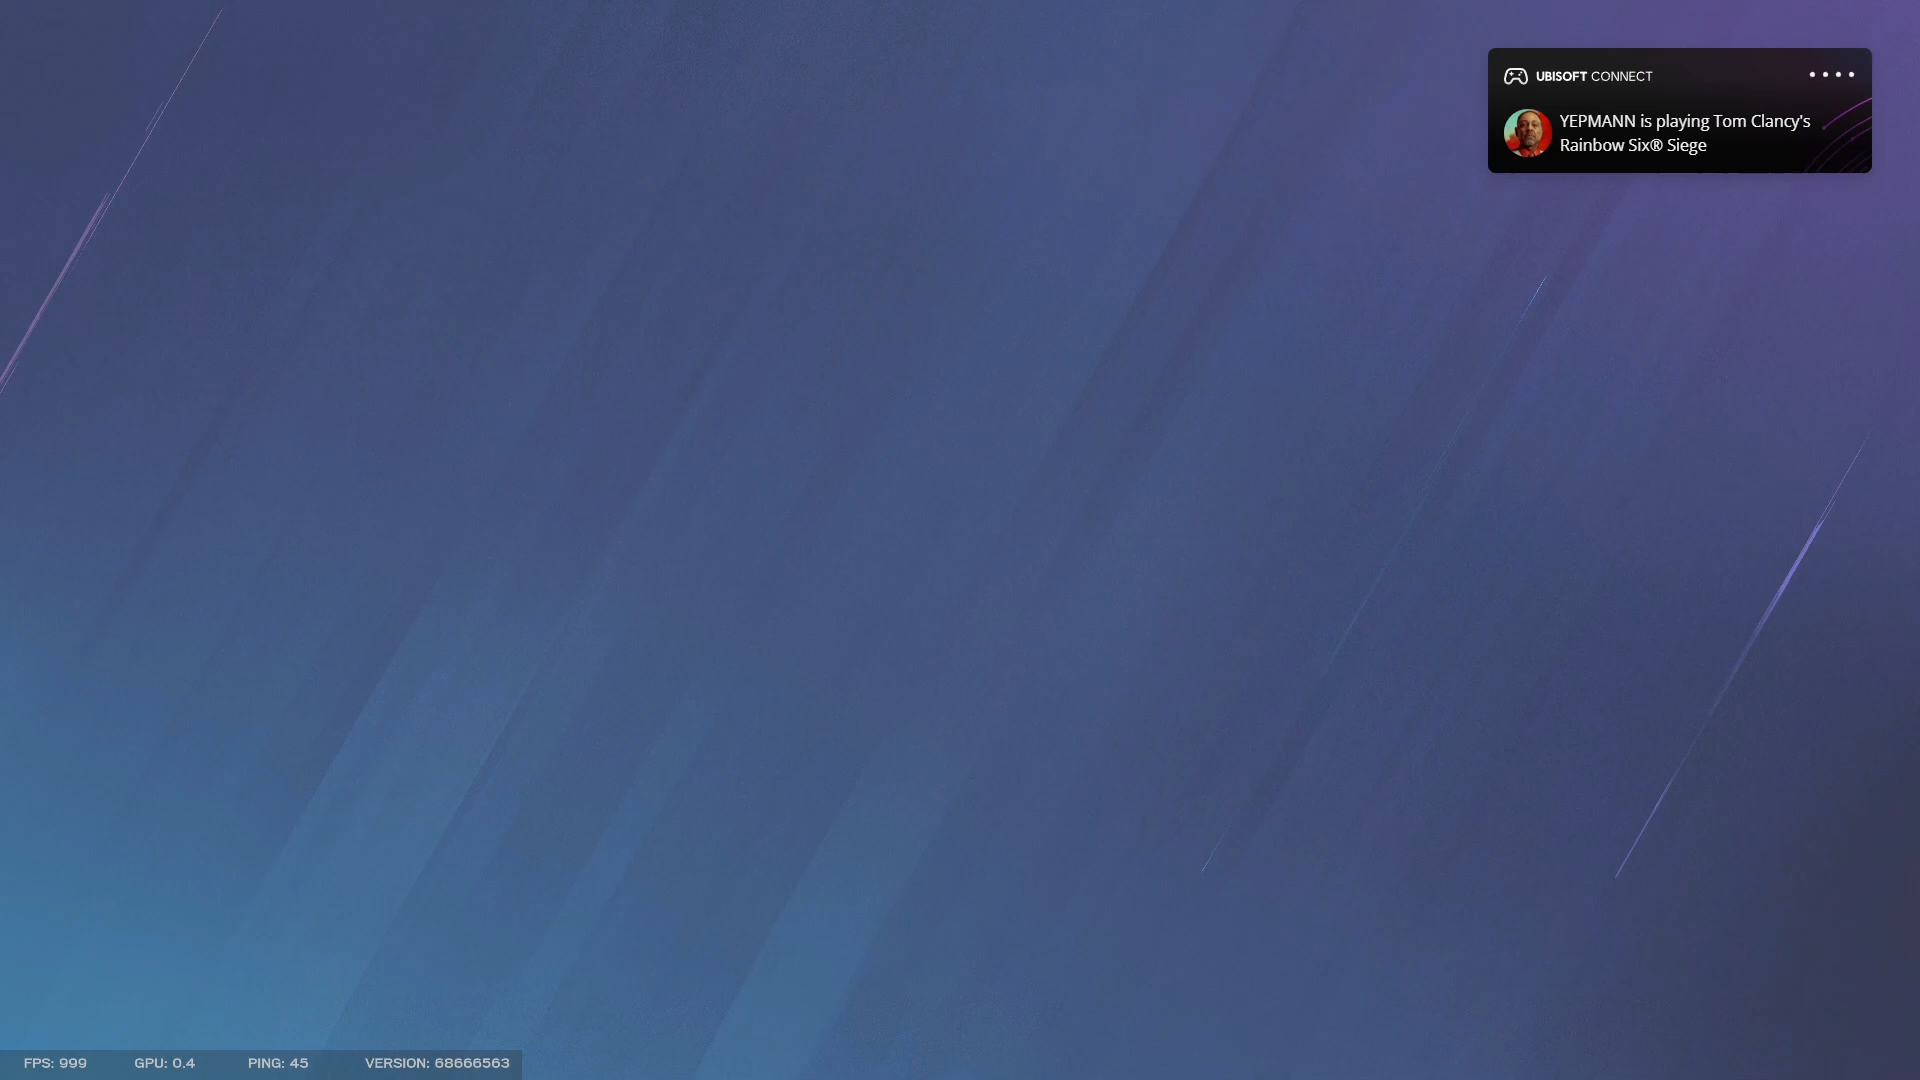 UBISOFT CONNECT
YEPMANN is playing Tom Clancy's
Rainbow Six® Siege
FPS: 999 GPU: 0.4 PING: 45 VERSION: 68666563